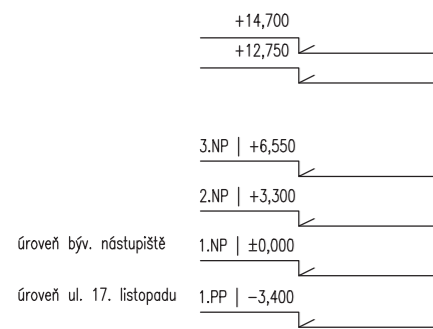 +14,700
+12,750
3.NP | +6,550
2.NP | +3,300
úroveň býv. nástupiště 1.NP | ±0,000
úroveň ul. 17. listopadu 1.PP | −3,400